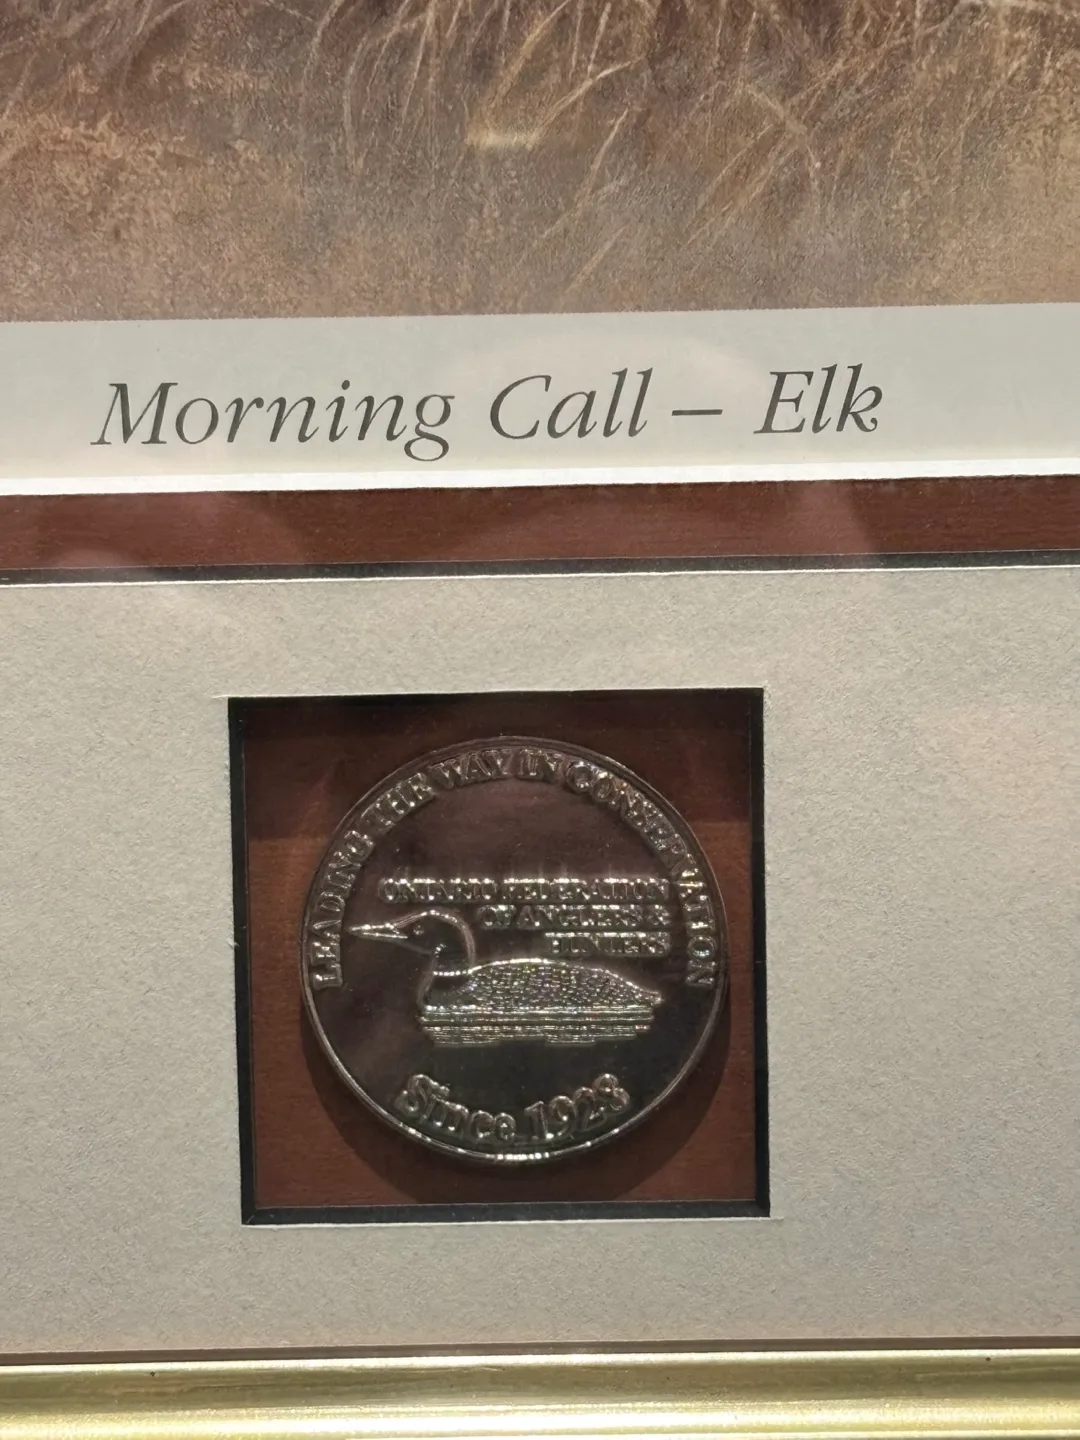 Morning Call – Elk
LEADING THE WAY IN CONSERVATION
ONTARIO FEDERATION
OF ANGLERS &
HUNTERS
Since 1928